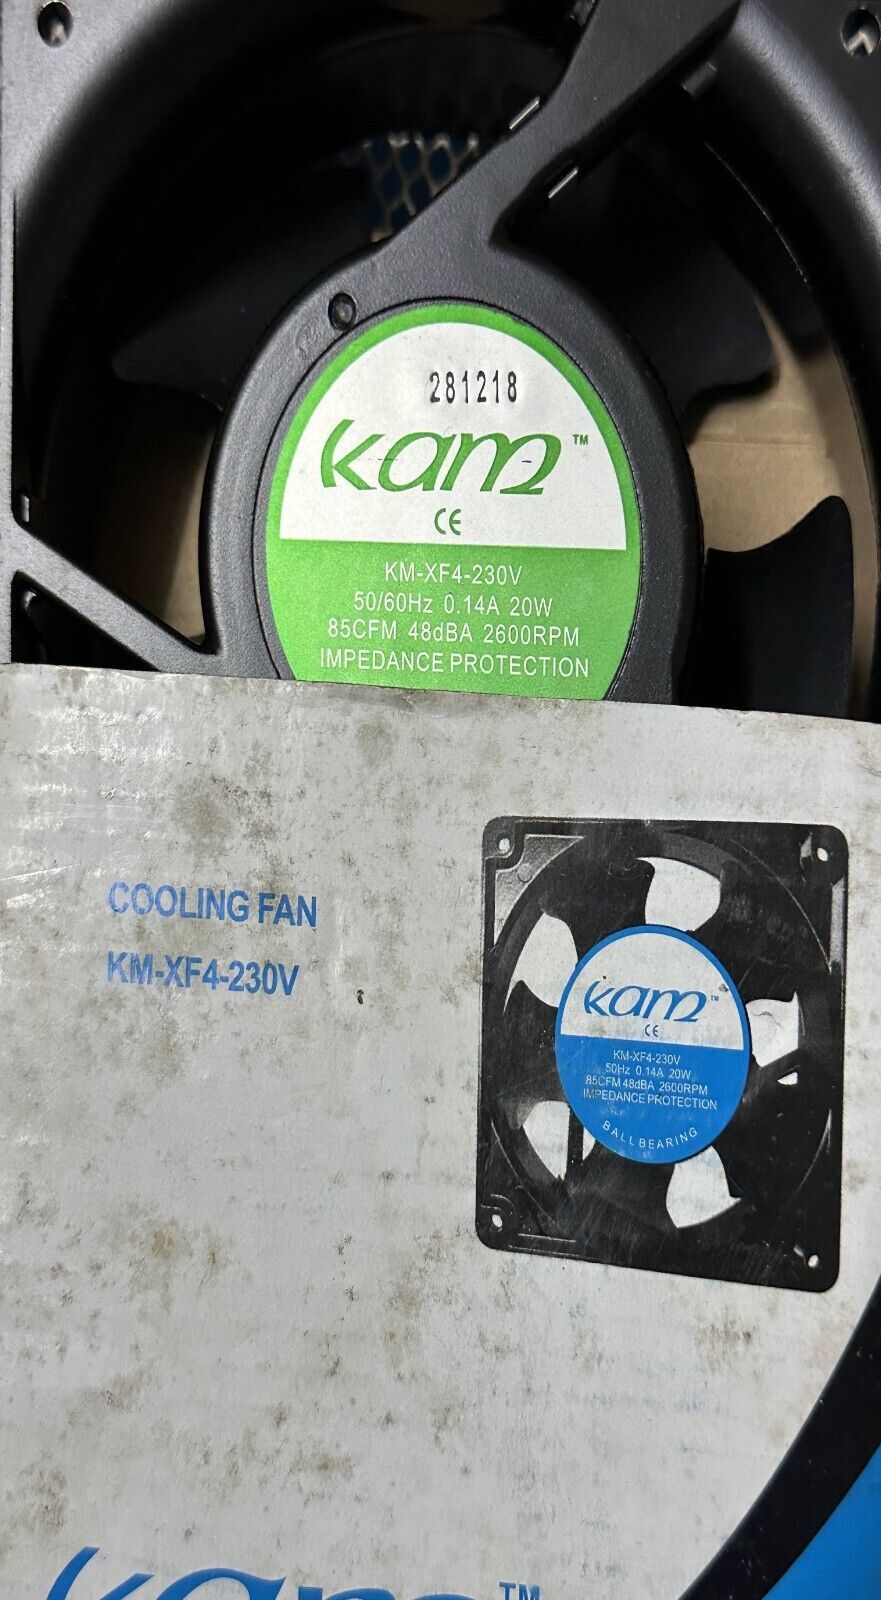 281218
kam™
CE
KM-XF4-230V
50/60Hz 0.14A 20W
85CFM 48dBA 2600RPM
IMPEDANCE PROTECTION
COOLING FAN
KM-XF4-230V
kam™
CE
KM-XF4-230V
50Hz 0.14A 20W
85CFM 48dBA 2600RPM
IMPEDANCE PROTECTION
BALL BEARING
kam™